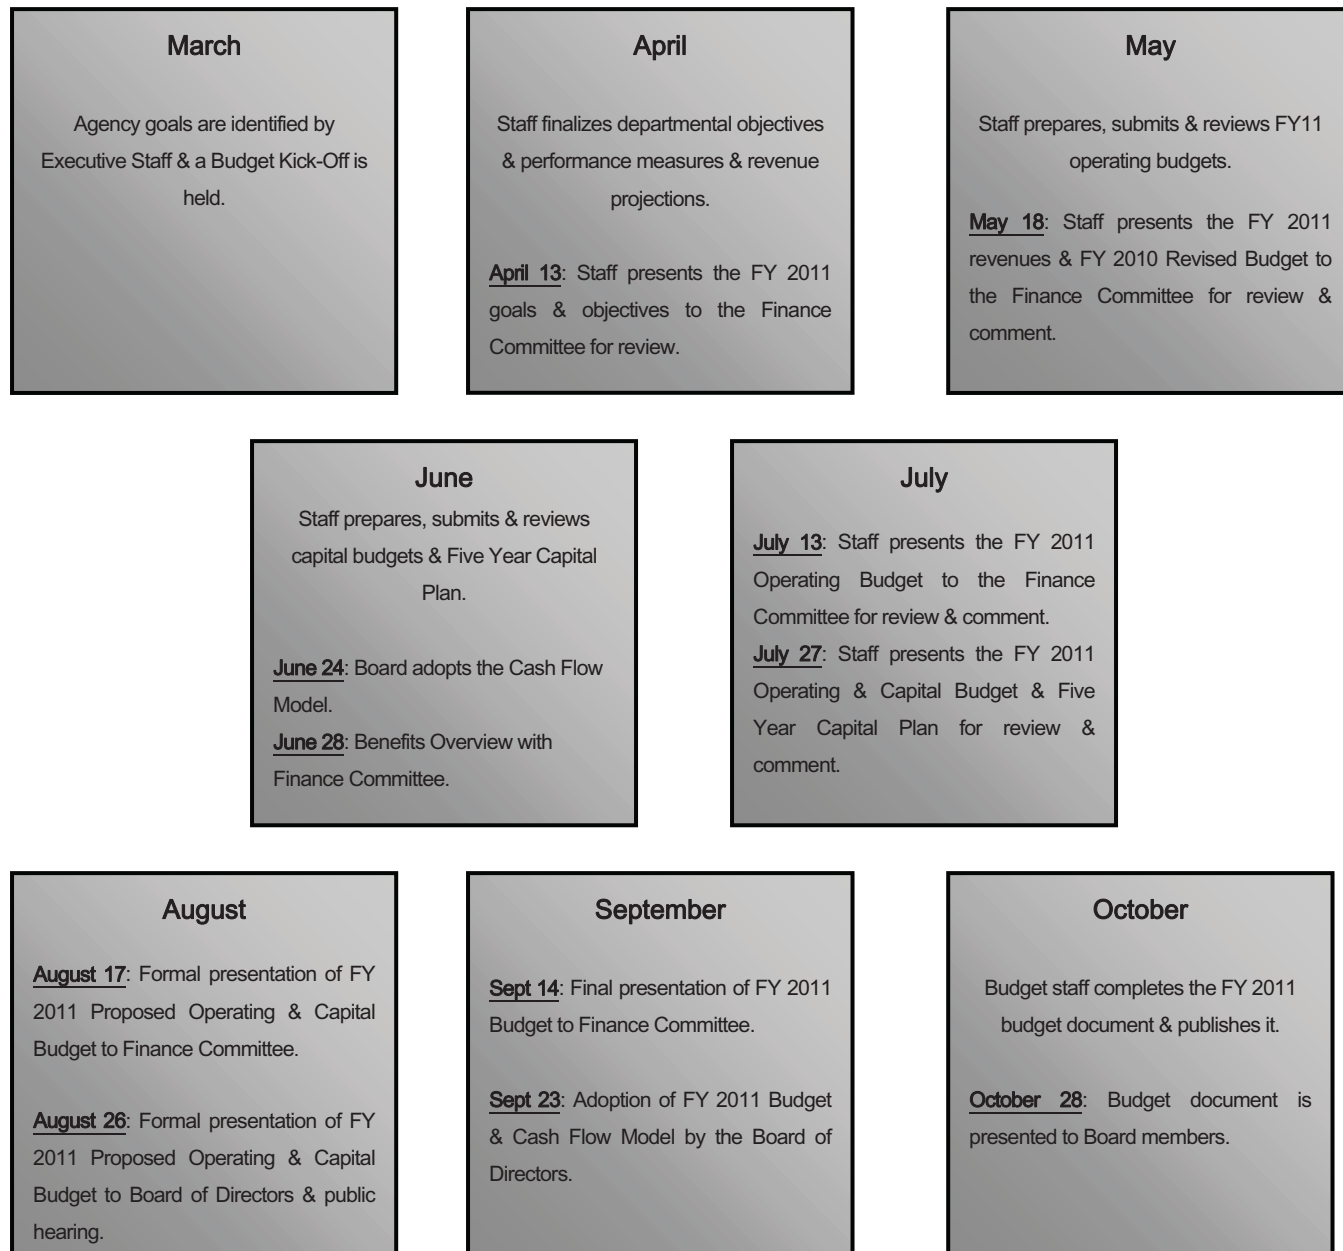 March
Agency goals are identified by
Executive Staff & a Budget Kick-Off is
held.
April
Staff finalizes departmental objectives
& performance measures & revenue
projections.
April 13: Staff presents the FY 2011
goals & objectives to the Finance
Committee for review.
May
Staff prepares, submits & reviews FY11
operating budgets.
May 18: Staff presents the FY 2011
revenues & FY 2010 Revised Budget to
the Finance Committee for review &
comment.
June
Staff prepares, submits & reviews
capital budgets & Five Year Capital
Plan.
June 24: Board adopts the Cash Flow
Model.
June 28: Benefits Overview with
Finance Committee.
July
July 13: Staff presents the FY 2011
Operating Budget to the Finance
Committee for review & comment.
July 27: Staff presents the FY 2011
Operating & Capital Budget & Five
Year Capital Plan for review &
comment.
August
August 17: Formal presentation of FY
2011 Proposed Operating & Capital
Budget to Finance Committee.
August 26: Formal presentation of FY
2011 Proposed Operating & Capital
Budget to Board of Directors & public
hearing.
September
Sept 14: Final presentation of FY 2011
Budget to Finance Committee.
Sept 23: Adoption of FY 2011 Budget
& Cash Flow Model by the Board of
Directors.
October
Budget staff completes the FY 2011
budget document & publishes it.
October 28: Budget document is
presented to Board members.